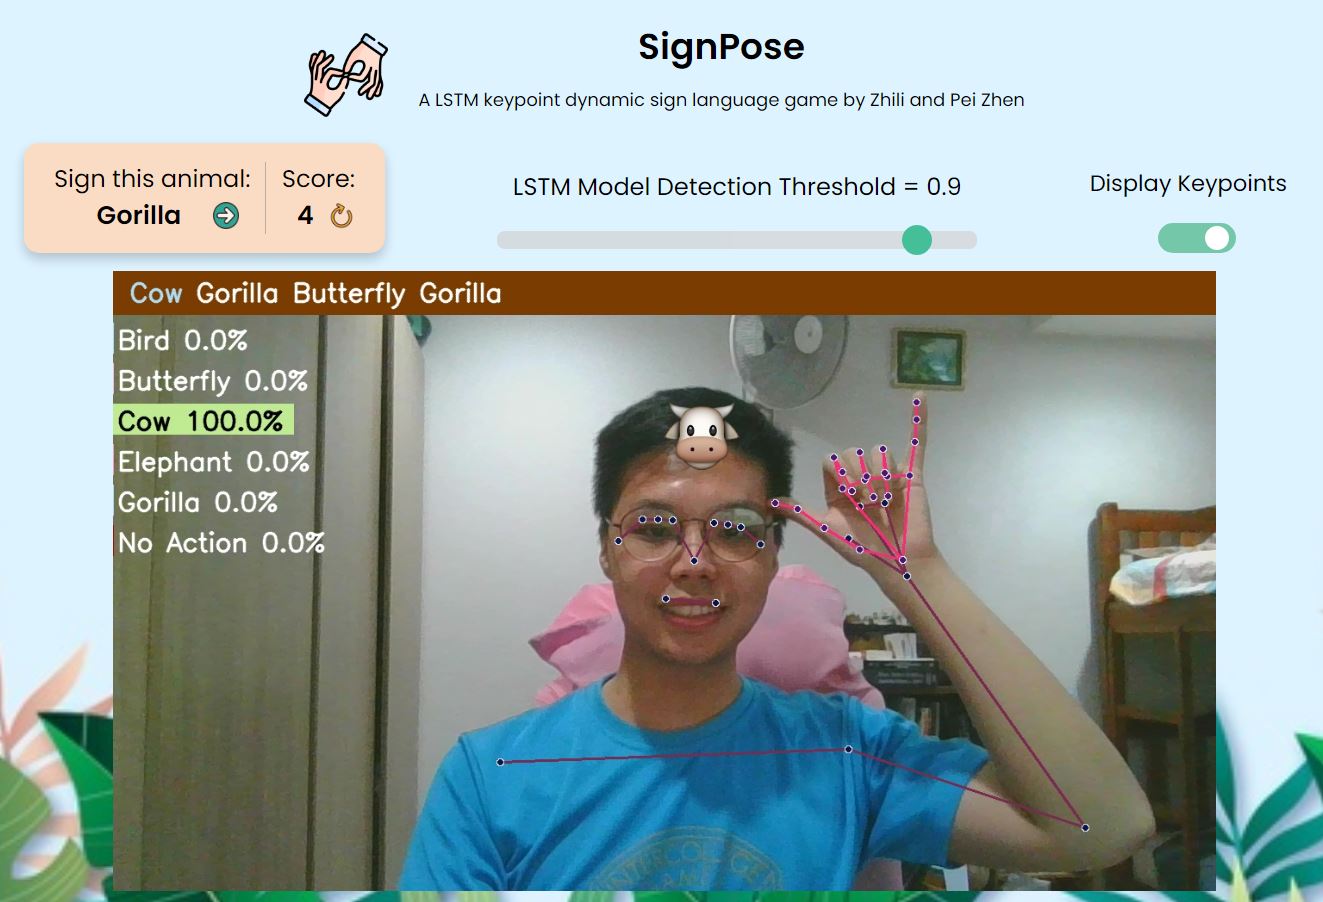 SignPose
A LSTM keypoint dynamic sign language game by Zhili and Pei Zhen
Sign this animal:
Gorilla
Score:
4
LSTM Model Detection Threshold = 0.9
Display Keypoints
Cow Gorilla Butterfly Gorilla
Bird 0.0%
Butterfly 0.0%
Cow 100.0%
Elephant 0.0%
Gorilla 0.0%
No Action 0.0%